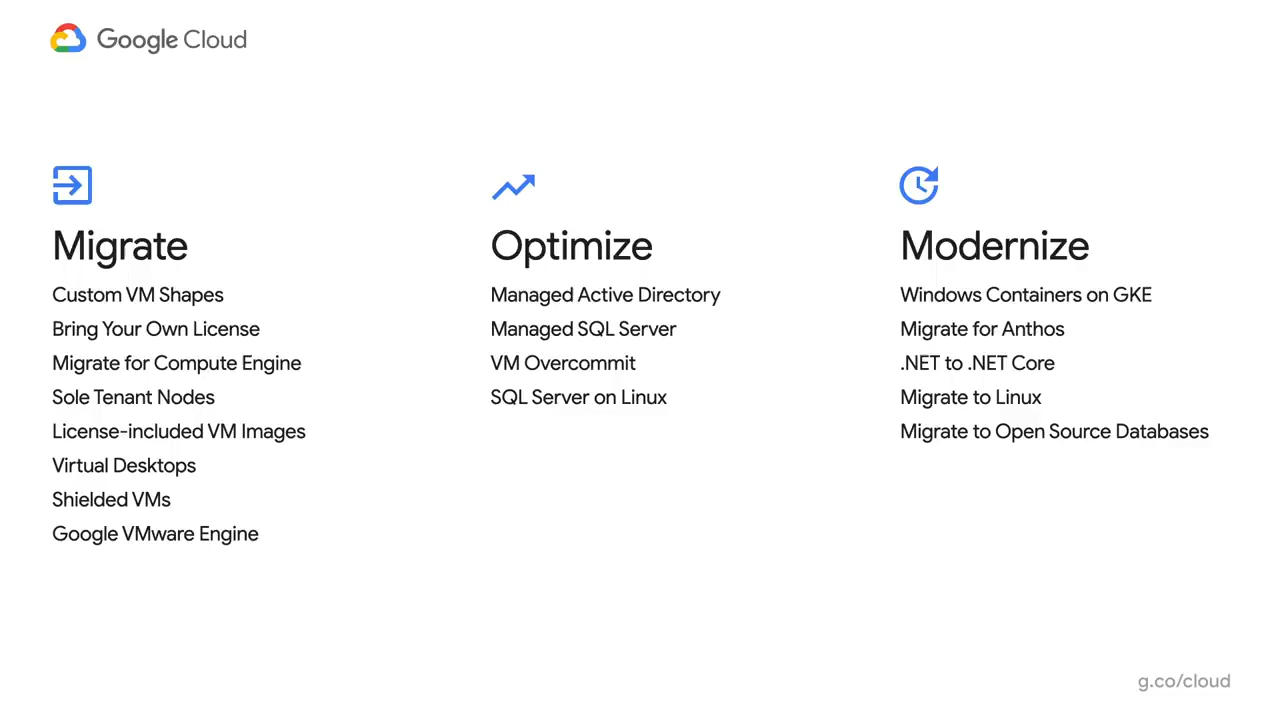 Google Cloud
Migrate
Custom VM Shapes
Bring Your Own License
Migrate for Compute Engine
Sole Tenant Nodes
License-included VM Images
Virtual Desktops
Shielded VMs
Google VMware Engine
Optimize
Managed Active Directory
Managed SQL Server
VM Overcommit
SQL Server on Linux
Modernize
Windows Containers on GKE
Migrate for Anthos
.NET to .NET Core
Migrate to Linux
Migrate to Open Source Databases
g.co/cloud